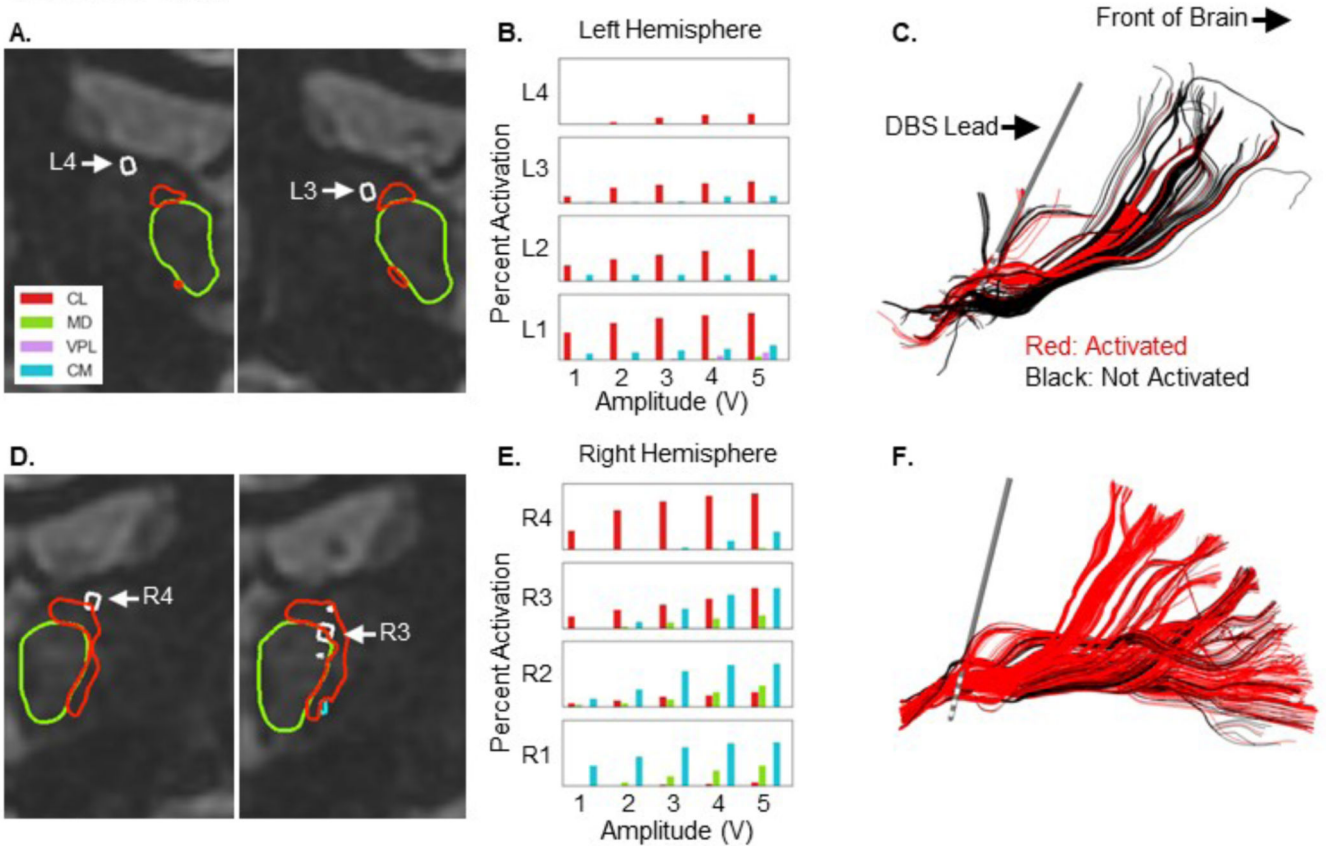 A.
L4
L3
CL
MD
VPL
CM
B.
Left Hemisphere
Percent Activation
L4
L3
L2
L1
1 2 3 4 5
Amplitude (V)
C.
Front of Brain
DBS Lead
Red: Activated
Black: Not Activated
D.
R4
R3
E.
Right Hemisphere
Percent Activation
R4
R3
R2
R1
1 2 3 4 5
Amplitude (V)
F.